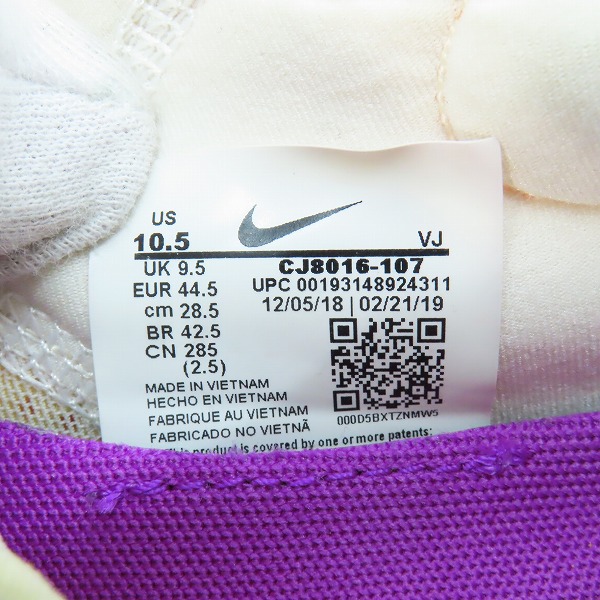 US
10.5
VJ
UK 9.5
CJ8016-107
EUR 44.5
UPC 00193148924311
cm 28.5
12/05/18 | 02/21/19
BR 42.5
CN 285
(2.5)
MADE IN VIETNAM
HECHO EN VIETNAM
FABRIQUE AU VIETNAM
FABRICADO NO VIETNÃ
000D5BXTZNMW5
This product is covered by one or more patents: